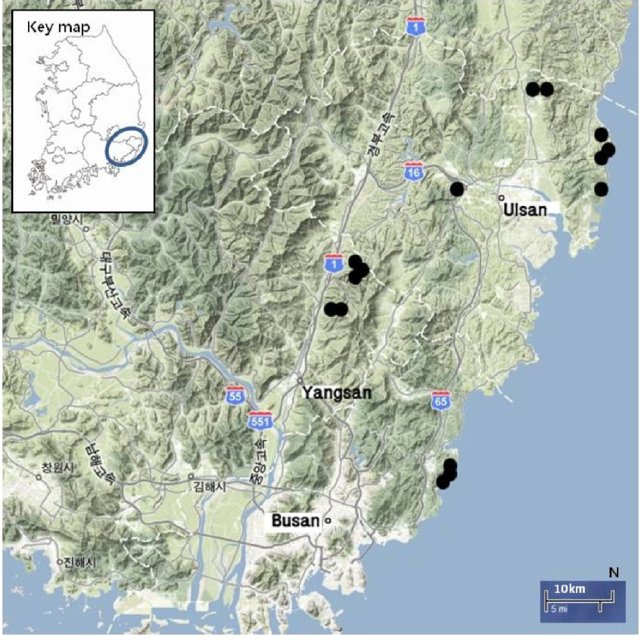 Key map
1
경부고속
16
Ulsan
밀양시
대구부산고속
1
Yangsan
55
551
65
남해고속
중앙고속
창원시
김해시
Busan
진해시
N
10km
5 mi